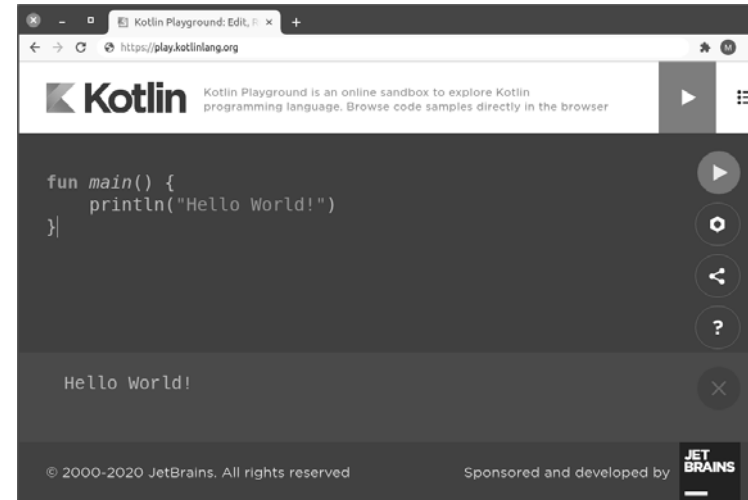 Kotlin Playground: Edit, R
https://play.kotlinlang.org
M
Kotlin
Kotlin Playground is an online sandbox to explore Kotlin
programming language. Browse code samples directly in the browser
fun main() {
    println("Hello World!")
}
?
Hello World!
© 2000-2020 JetBrains. All rights reserved
Sponsored and developed by
JET
BRAINS